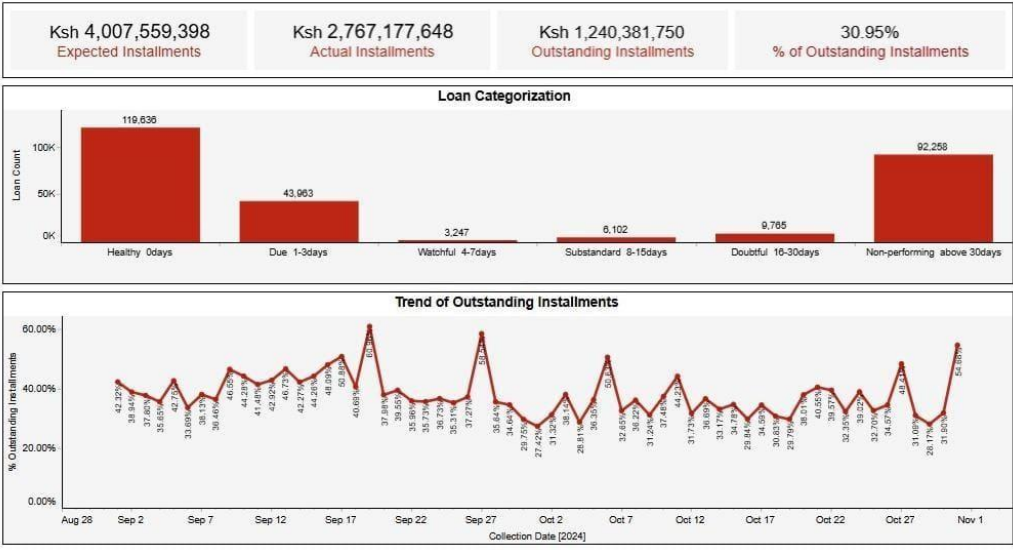 Ksh 4,007,559,398
Expected Installments
Ksh 2,767,177,648
Actual Installments
Ksh 1,240,381,750
Outstanding Installments
30.95%
% of Outstanding Installments
Loan Categorization
Loan Count
100K
50K
0K
119,636
43,963
3,247
6,102
9,765
92,258
Healthy 0days
Due 1-3days
Watchful 4-7days
Substandard 8-15days
Doubtful 16-30days
Non-performing above 30days
Trend of Outstanding Installments
% Outstanding Installments
60.00%
40.00%
20.00%
0.00%
42.32%
38.94%
37.80%
35.65%
42.75%
33.69%
38.13%
36.46%
46.55%
44.28%
41.48%
42.92%
46.73%
42.27%
44.26%
48.09%
50.88%
40.66%
37.98%
39.55%
35.96%
35.73%
36.73%
35.31%
37.27%
35.64%
34.64%
29.75%
27.42%
31.32%
38.14%
28.81%
36.35%
32.65%
36.22%
31.24%
37.48%
44.23%
31.73%
36.69%
33.17%
34.78%
29.84%
34.59%
30.83%
29.79%
38.01%
40.55%
39.57%
32.35%
39.02%
32.70%
34.57%
31.09%
28.17%
31.90%
54.68%
Aug 28
Sep 2
Sep 7
Sep 12
Sep 17
Sep 22
Sep 27
Oct 2
Oct 7
Oct 12
Oct 17
Oct 22
Oct 27
Nov 1
Collection Date [2024]